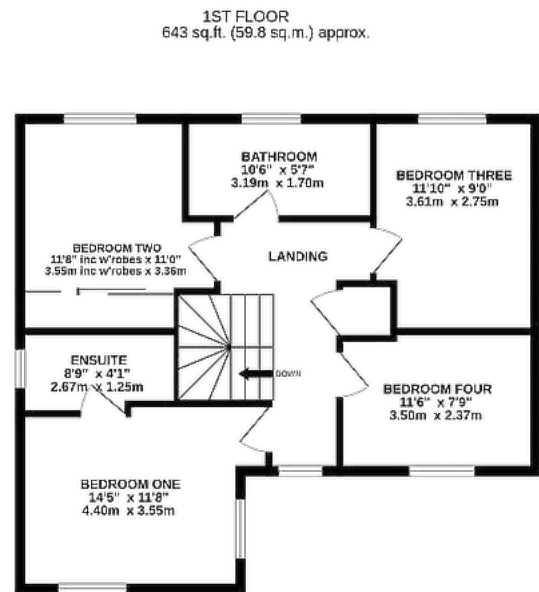 1ST FLOOR
643 sq.ft. (59.8 sq.m.) approx.
BATHROOM
10'6" x 5'7"
3.19m x 1.70m
BEDROOM THREE
11'10" x 9'0"
3.61m x 2.75m
BEDROOM TWO
11'8" inc w'robes x 11'0"
3.55m inc w'robes x 3.36m
LANDING
ENSUITE
8'9" x 4'1"
2.67m x 1.25m
DOWN
BEDROOM FOUR
11'6" x 7'9"
3.50m x 2.37m
BEDROOM ONE
14'5" x 11'8"
4.40m x 3.55m